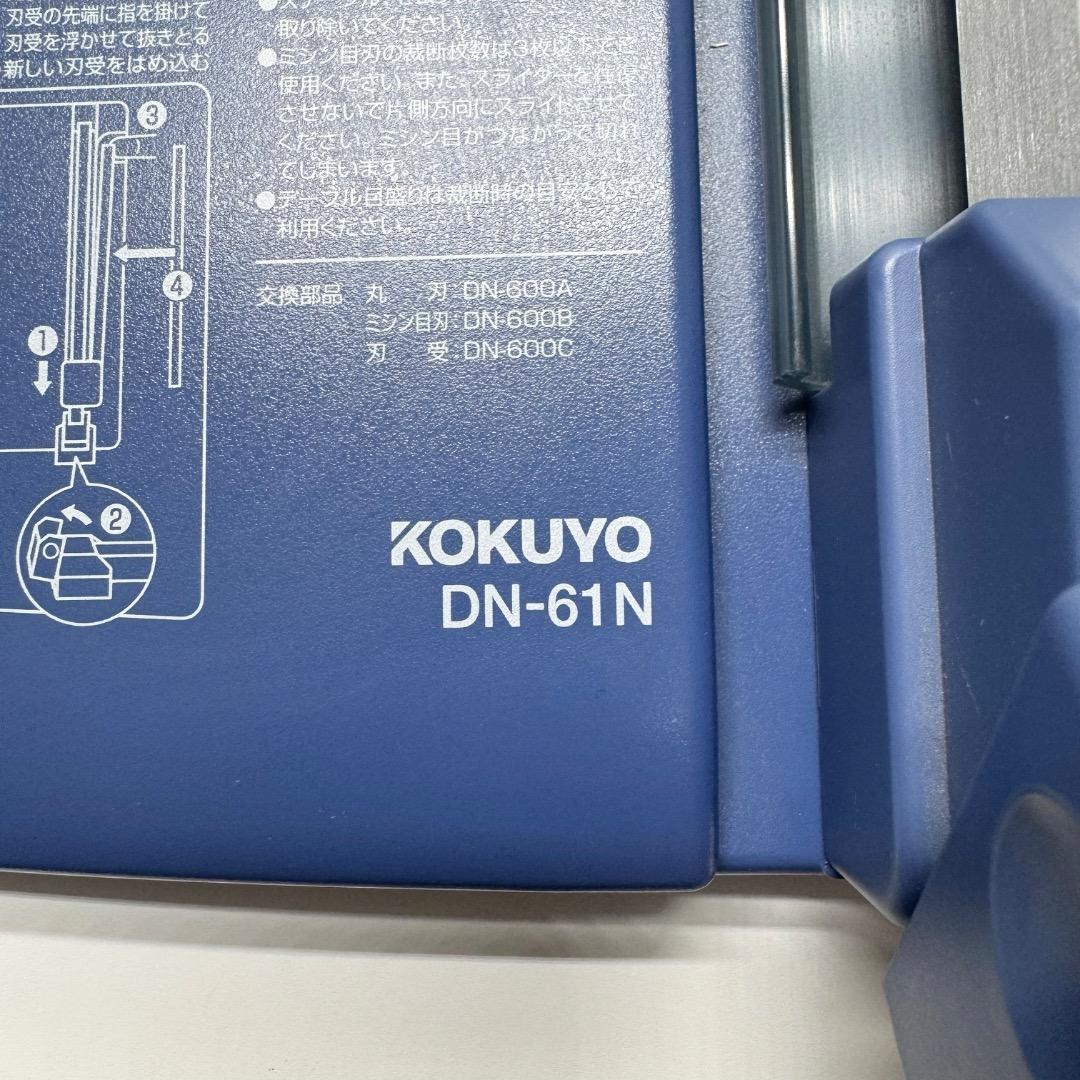 刃受の先端に指を掛けて
刃受を浮かせて抜きとる
新しい刃受をはめ込む
③
④
①
②
取り除いてください。
●ミシン目刃の裁断枚数は3枚以下でご
使用ください。また、スライダーを往復
させないで片側方向にスライドさせて
ください。ミシン目がつながって切れ
てしまいます。
●テーブル目盛りは裁断時の目安として
利用ください。
交換部品 丸 刃:DN-600A
ミシン目刃:DN-600B
刃 受:DN-600C
KOKUYO
DN-61N